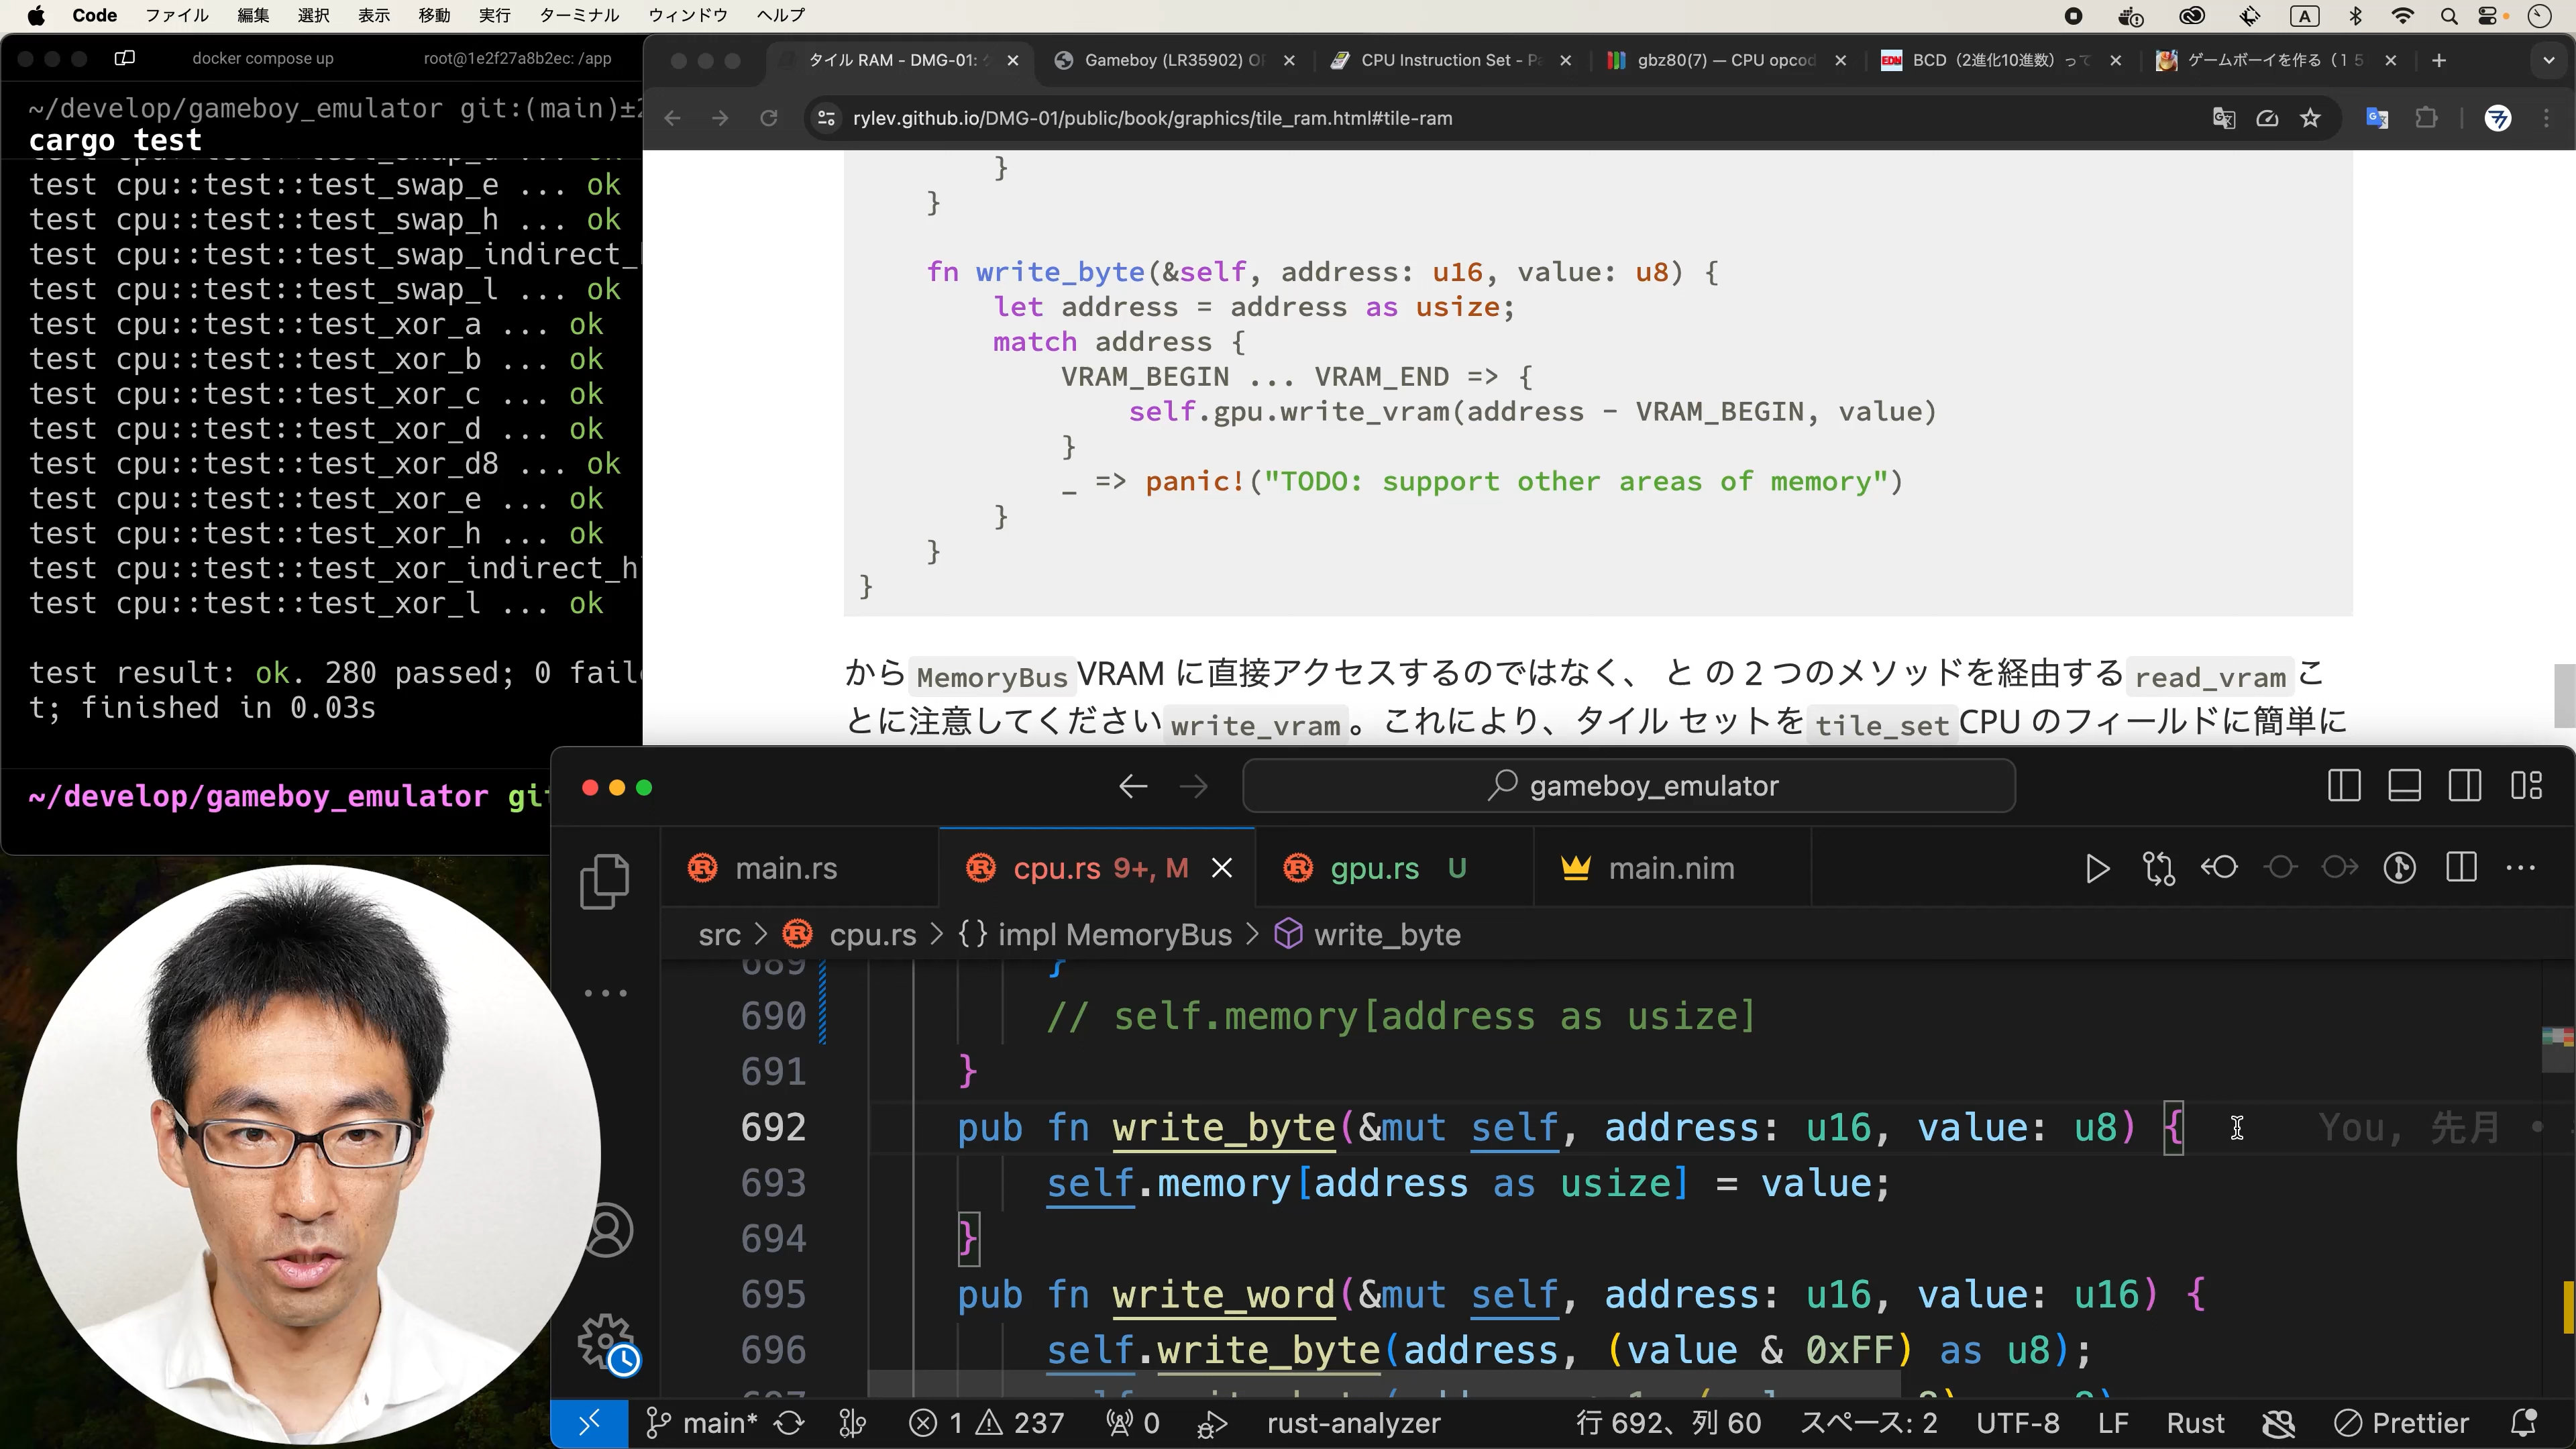 Code ファイル 編集 選択 表示 移動 実行 ターミナル ウィンドウ ヘルプ A
docker compose up root@1e2f27a8b2ec: /app
タイル RAM - DMG-01: Gameboy (LR35902) CPU Instruction Set - gbz80(7) — CPU opcod EDN BCD（2進化10進数）って ゲームボーイを作る（１５
rylev.github.io/DMG-01/public/book/graphics/tile_ram.html#tile-ram
~/develop/gameboy_emulator git:(main)±
cargo test
test cpu::test::test_swap_e ... ok
test cpu::test::test_swap_h ... ok
test cpu::test::test_swap_indirect_
test cpu::test::test_swap_l ... ok
test cpu::test::test_xor_a ... ok
test cpu::test::test_xor_b ... ok
test cpu::test::test_xor_c ... ok
test cpu::test::test_xor_d ... ok
test cpu::test::test_xor_d8 ... ok
test cpu::test::test_xor_e ... ok
test cpu::test::test_xor_h ... ok
test cpu::test::test_xor_indirect_h
test cpu::test::test_xor_l ... ok
test result: ok. 280 passed; 0 faile
t; finished in 0.03s
~/develop/gameboy_emulator git
}
}
fn write_byte(&self, address: u16, value: u8) {
let address = address as usize;
match address {
VRAM_BEGIN ... VRAM_END => {
self.gpu.write_vram(address - VRAM_BEGIN, value)
}
_ => panic!("TODO: support other areas of memory")
}
}
}
から MemoryBus VRAM に直接アクセスするのではなく、 と の 2 つのメソッドを経由する read_vram こ
とに注意してください write_vram 。これにより、タイル セットを tile_set CPU のフィールドに簡単に
gameboy_emulator
main.rs cpu.rs 9+, M gpu.rs U main.nim
src > cpu.rs > {} impl MemoryBus > write_byte
689 }
690 // self.memory[address as usize]
691 }
692 pub fn write_byte(&mut self, address: u16, value: u8) { You, 先月 •
693 self.memory[address as usize] = value;
694 }
695 pub fn write_word(&mut self, address: u16, value: u16) {
696 self.write_byte(address, (value & 0xFF) as u8);
main* 1 237 0 rust-analyzer 行 692、列 60 スペース: 2 UTF-8 LF Rust Prettier